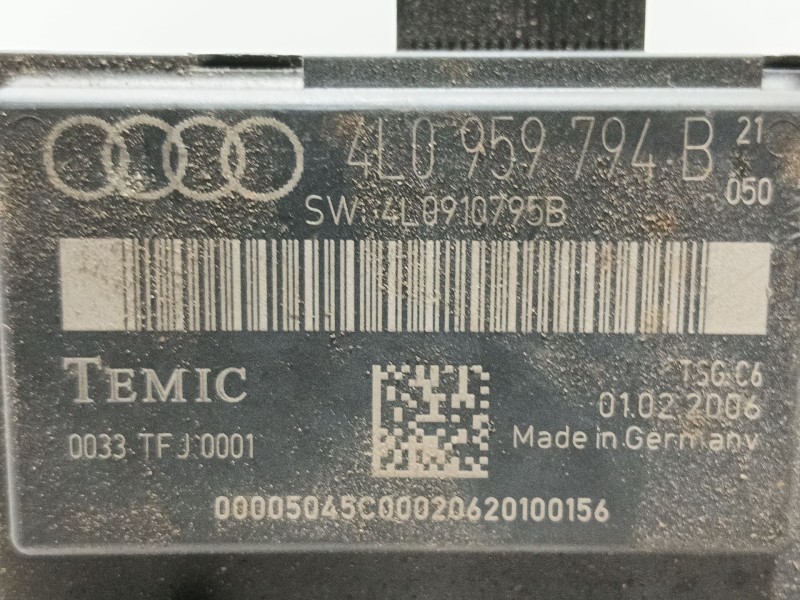 4L0 959 794 B 21
050
SW: 4L0910795B
TEMIC
TSG C6
01.02.2006
0033 TFJ 0001
Made in Germany
00005045C00020620100156